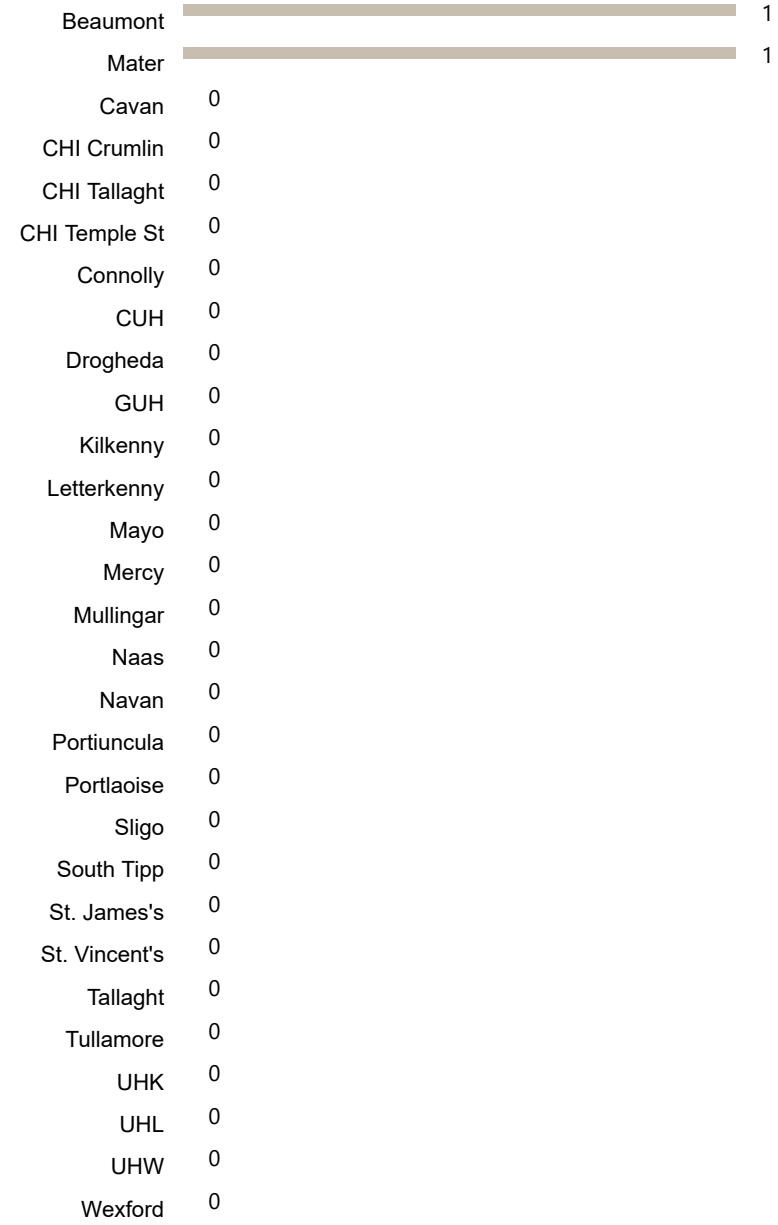 Beaumont 1
Mater 1
Cavan 0
CHI Crumlin 0
CHI Tallaght 0
CHI Temple St 0
Connolly 0
CUH 0
Drogheda 0
GUH 0
Kilkenny 0
Letterkenny 0
Mayo 0
Mercy 0
Mullingar 0
Naas 0
Navan 0
Portiuncula 0
Portlaoise 0
Sligo 0
South Tipp 0
St. James's 0
St. Vincent's 0
Tallaght 0
Tullamore 0
UHK 0
UHL 0
UHW 0
Wexford 0